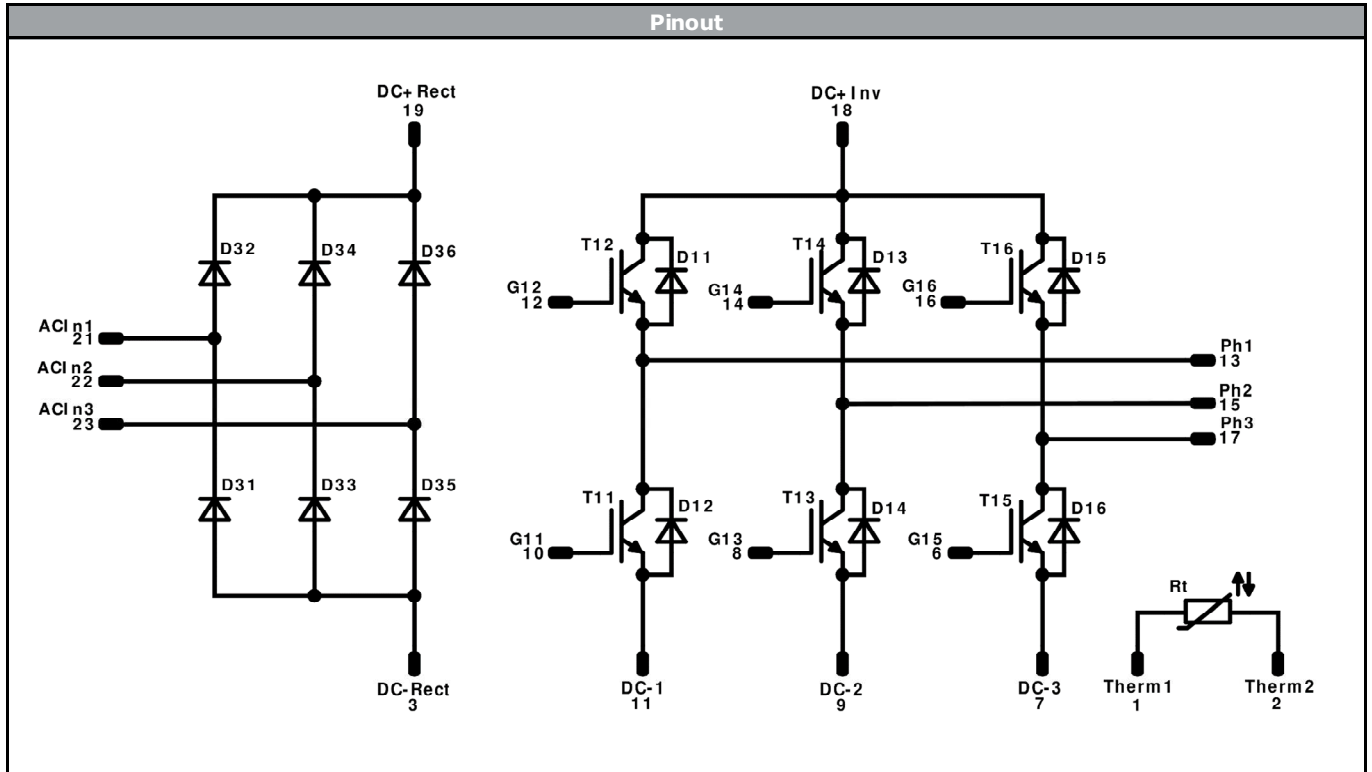 Pinout
DC+Rect
19
DC+Inv
18
D32
D34
D36
T12
D11
T14
D13
T16
D15
G12
12
G14
14
G16
16
ACIn1
21
ACIn2
22
ACIn3
23
Ph1
13
Ph2
15
Ph3
17
D31
D33
D35
T11
D12
T13
D14
T15
D16
G11
10
G13
8
G15
6
Rt
DC-Rect
3
DC-1
11
DC-2
9
DC-3
7
Therm1
1
Therm2
2